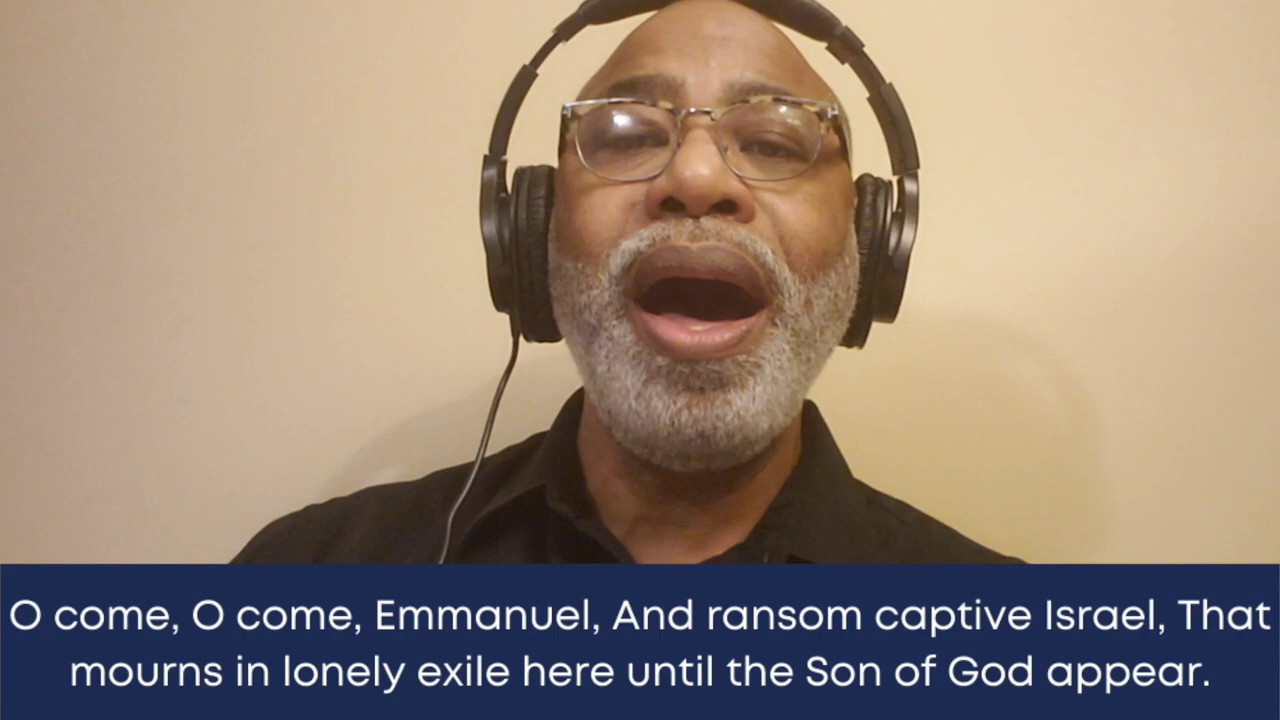 O come, O come, Emmanuel, And ransom captive Israel, That
mourns in lonely exile here until the Son of God appear.